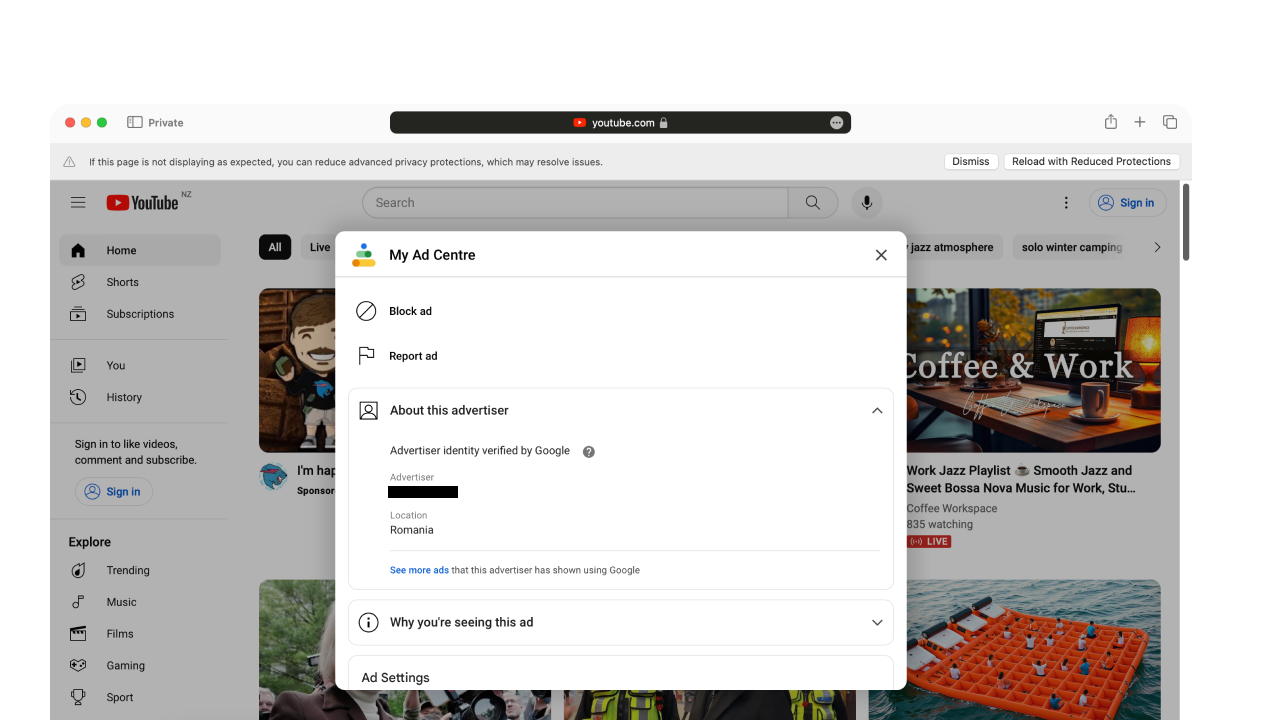 Private
youtube.com
If this page is not displaying as expected, you can reduce advanced privacy protections, which may resolve issues.
Dismiss
Reload with Reduced Protections
YouTube NZ
Search
Sign in
Home
Shorts
Subscriptions
You
History
Sign in to like videos,
comment and subscribe.
Sign in
Explore
Trending
Music
Films
Gaming
Sport
All
Live
jazz atmosphere
solo winter camping
My Ad Centre
Block ad
Report ad
About this advertiser
Advertiser identity verified by Google
Advertiser
Location
Romania
See more ads that this advertiser has shown using Google
Why you're seeing this ad
Ad Settings
I'm
Coffee & Work
Coffee Workspace
Work Jazz Playlist ☕ Smooth Jazz and
Sweet Bossa Nova Music for Work, Stu...
Coffee Workspace
835 watching
LIVE